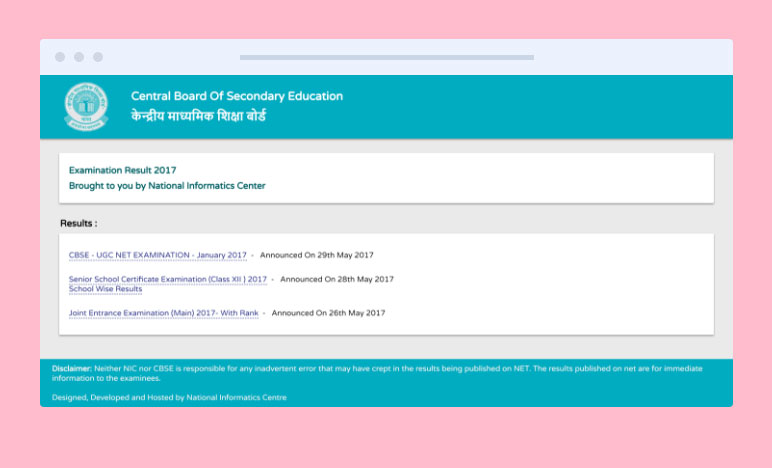 Central Board Of Secondary Education
केन्द्रीय माध्यमिक शिक्षा बोर्ड
Examination Result 2017
Brought to you by National Informatics Center
Results :
CBSE - UGC NET EXAMINATION - January 2017 - Announced On 29th May 2017
Senior School Certificate Examination (Class XII ) 2017 - Announced On 28th May 2017
School Wise Results
Joint Entrance Examination (Main) 2017- With Rank - Announced On 26th May 2017
Disclaimer: Neither NIC nor CBSE is responsible for any inadvertent error that may have crept in the results being published on NET. The results published on net are for immediate
information to the examinees.
Designed, Developed and Hosted by National Informatics Centre